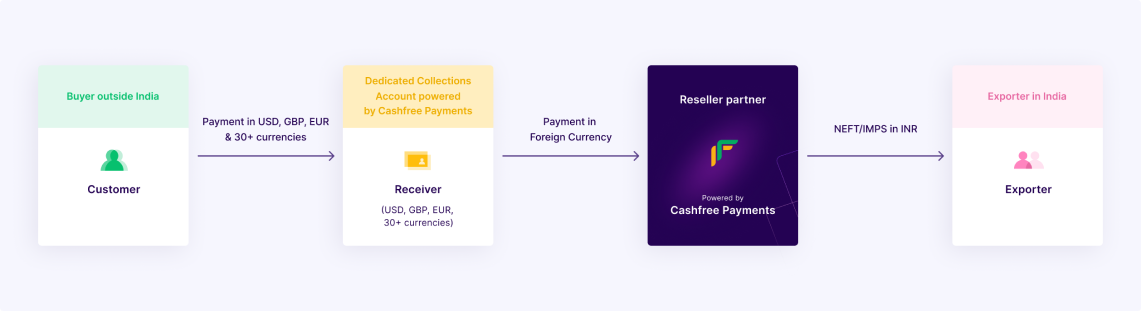 Buyer outside India
Customer
Payment in USD, GBP, EUR
& 30+ currencies
Dedicated Collections
Account powered
by Cashfree Payments
Receiver
(USD, GBP, EUR,
30+ currencies)
Payment in
Foreign Currency
Reseller partner
Powered by
Cashfree Payments
NEFT/IMPS in INR
Exporter in India
Exporter